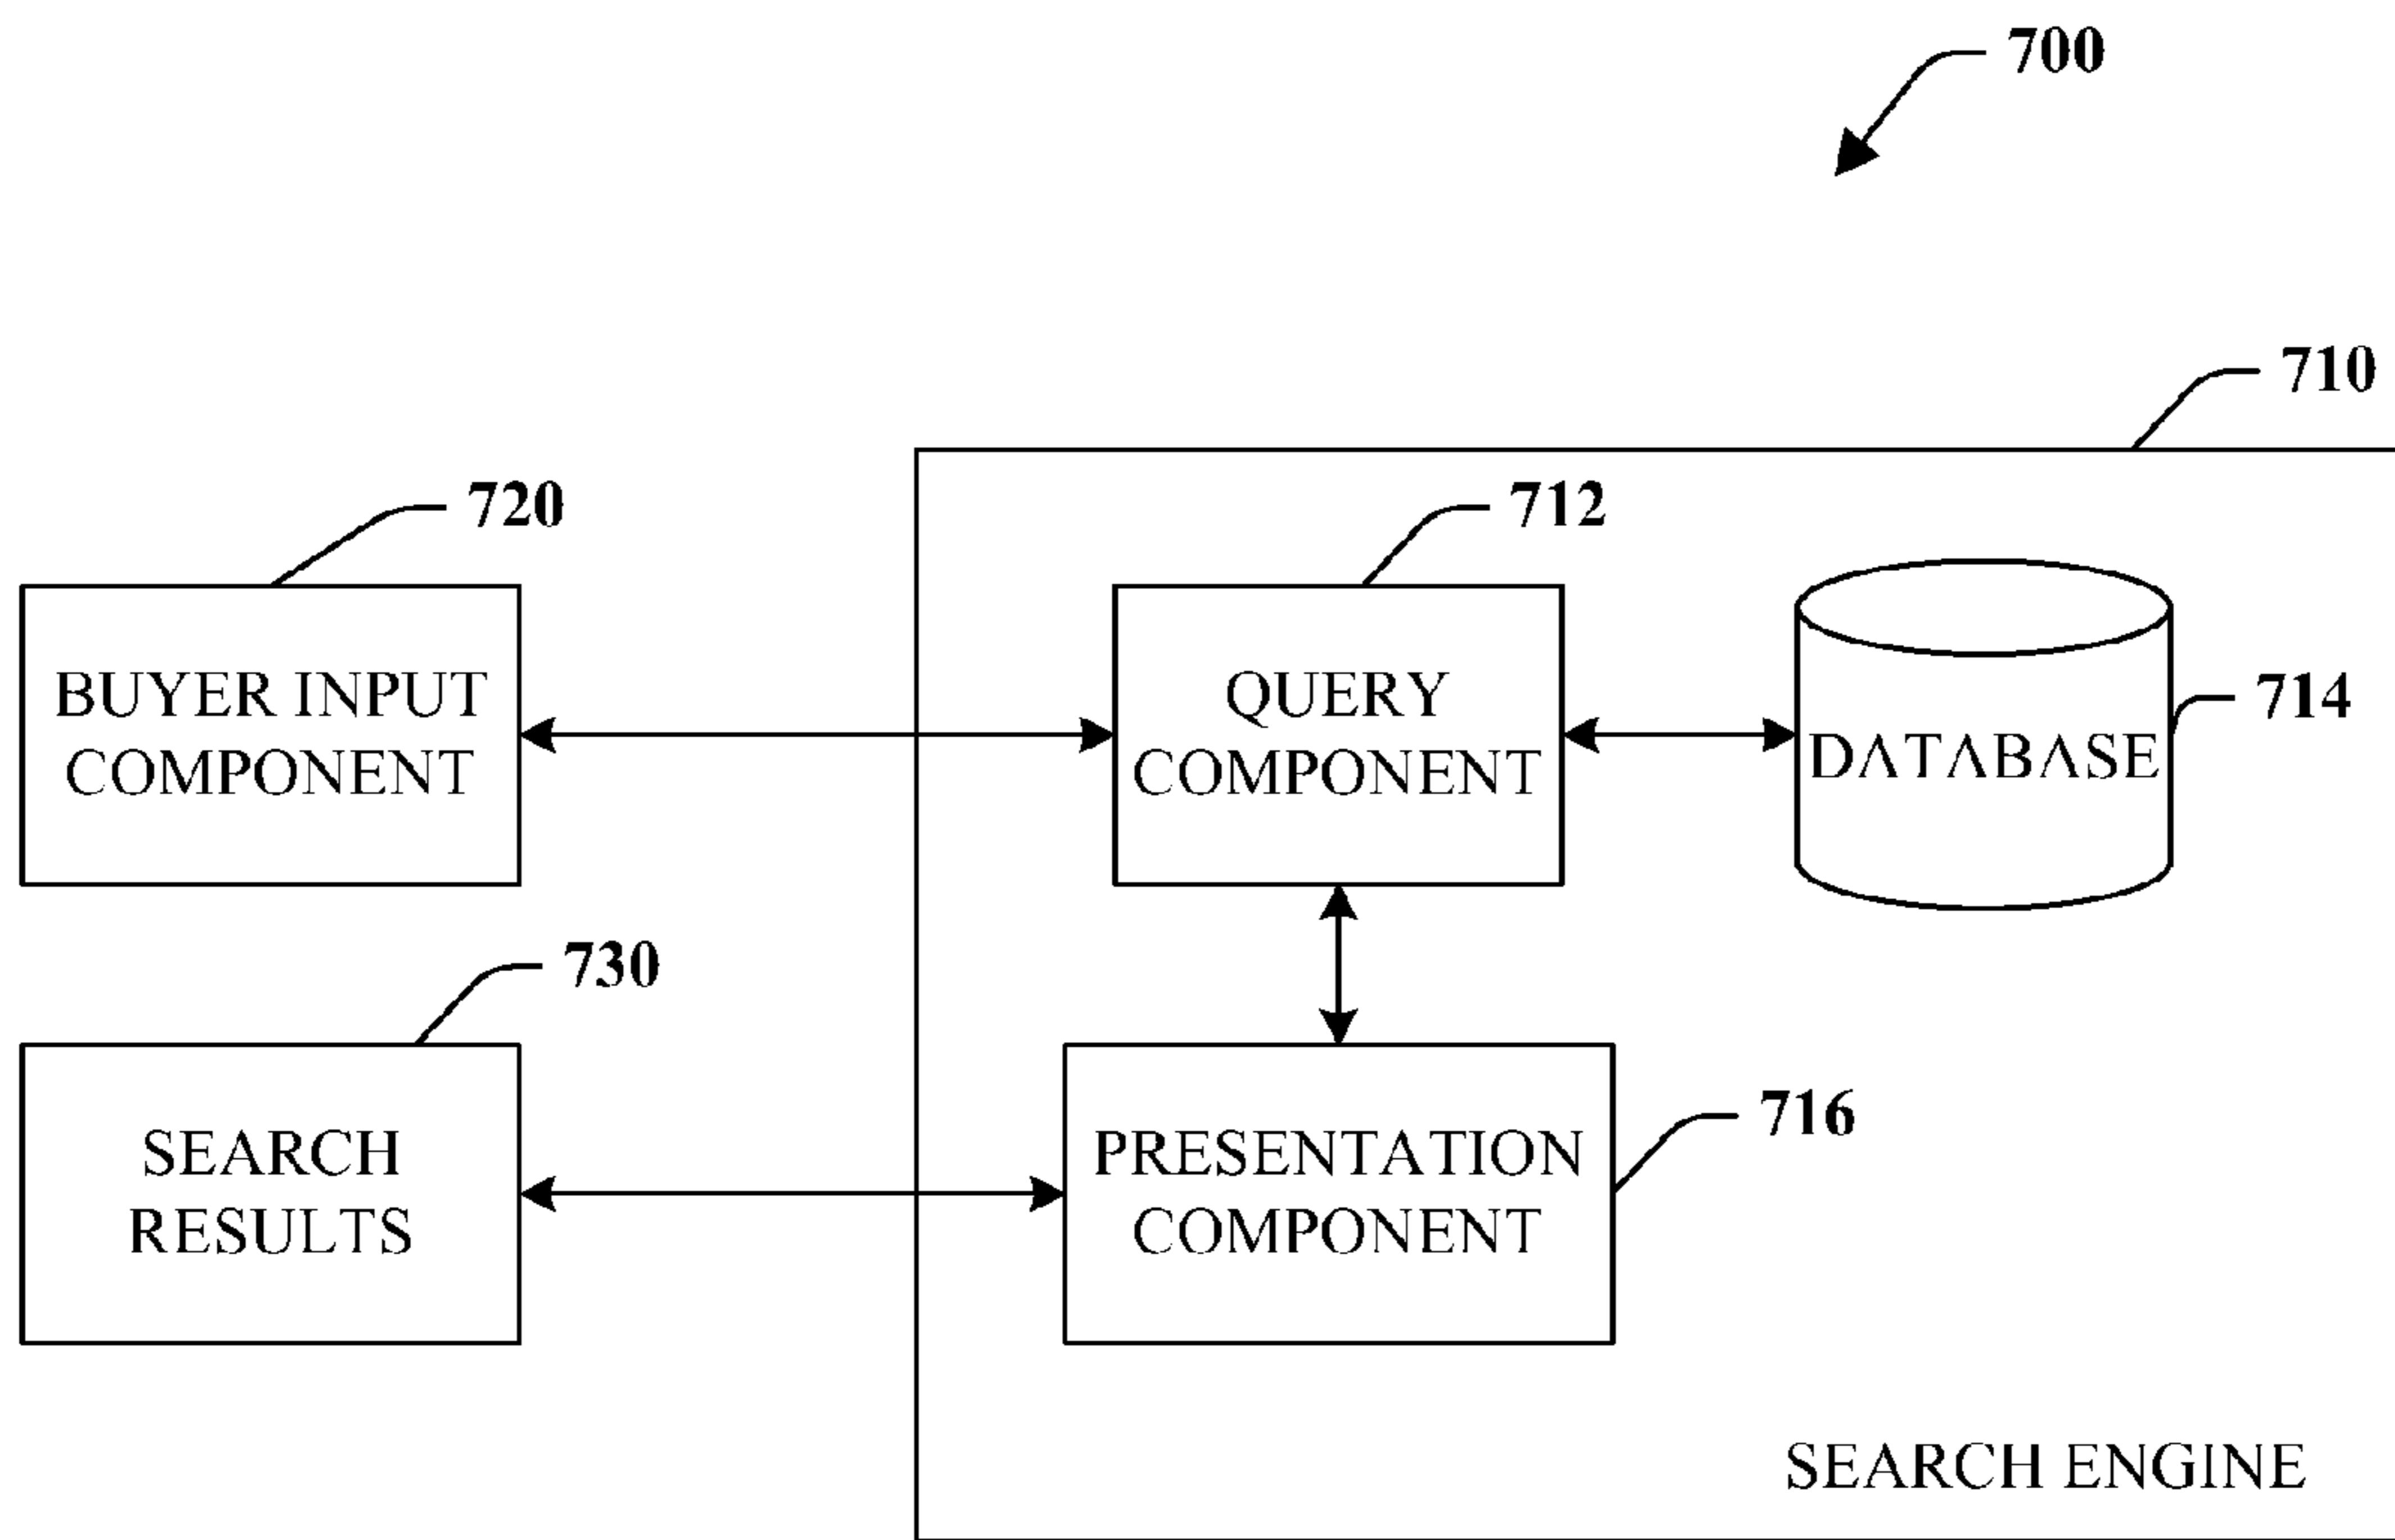 700
710
720
712
BUYER INPUT
COMPONENT
QUERY
COMPONENT
DATABASE
714
730
SEARCH
RESULTS
PRESENTATION
COMPONENT
716
SEARCH ENGINE